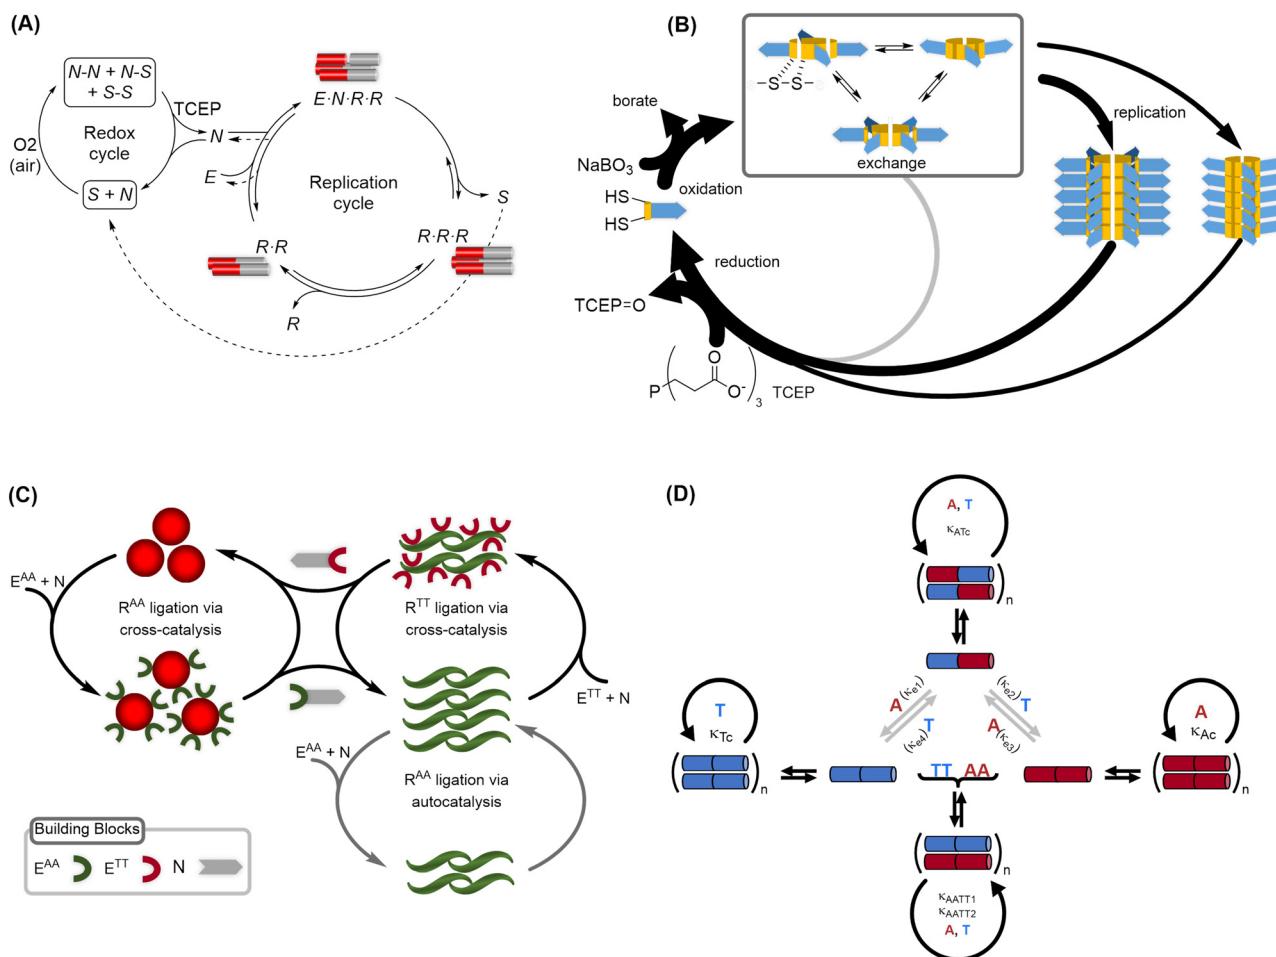 (A)
N-N + N-S
+ S-S
TCEP
O2
(air)
Redox
cycle
N
E
S + N
E·N·R·R
Replication
cycle
S
R·R
R·R·R
R
(B)
borate
NaBO₃
oxidation
HS
HS
S–S
exchange
replication
reduction
TCEP=O
O
P
O⁻
3
TCEP
(C)
Eᴬᴬ + N
Rᴬᴬ ligation via
cross-catalysis
Rᵀᵀ ligation via
cross-catalysis
Eᵀᵀ + N
Eᴬᴬ + N
Rᴬᴬ ligation via
autocatalysis
Building Blocks
Eᴬᴬ
Eᵀᵀ
N
(D)
A, T
κATc
n
A(κe1)
(κe2)T
(κe4)T
A(κe3)
T
κTc
n
TT AA
A
κAc
n
n
κAATT1
κAATT2
A, T